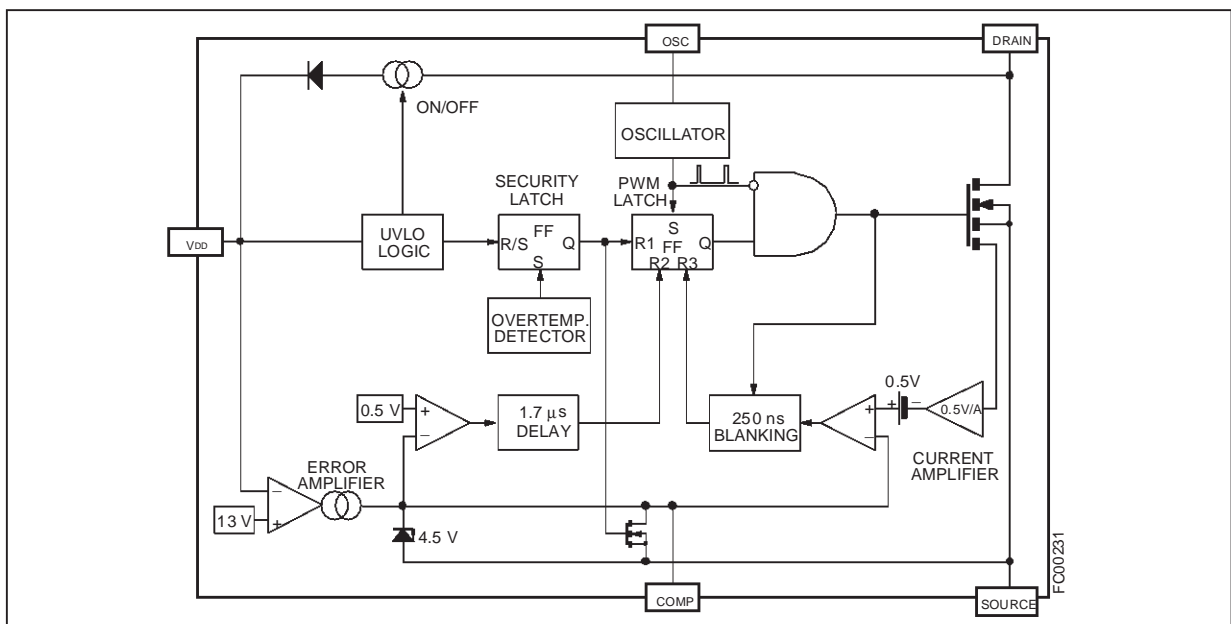 OSC
DRAIN
ON/OFF
OSCILLATOR
SECURITY
LATCH
PWM
LATCH
VDD
UVLO
LOGIC
R/S
FF
Q
S
R1
S
FF
Q
R2 R3
OVERTEMP.
DETECTOR
0.5 V
+
−
1.7 μs
DELAY
250 ns
BLANKING
+
−
0.5V
+
−
0.5V/A
CURRENT
AMPLIFIER
ERROR
AMPLIFIER
−
13 V
+
4.5 V
COMP
SOURCE
FC00231